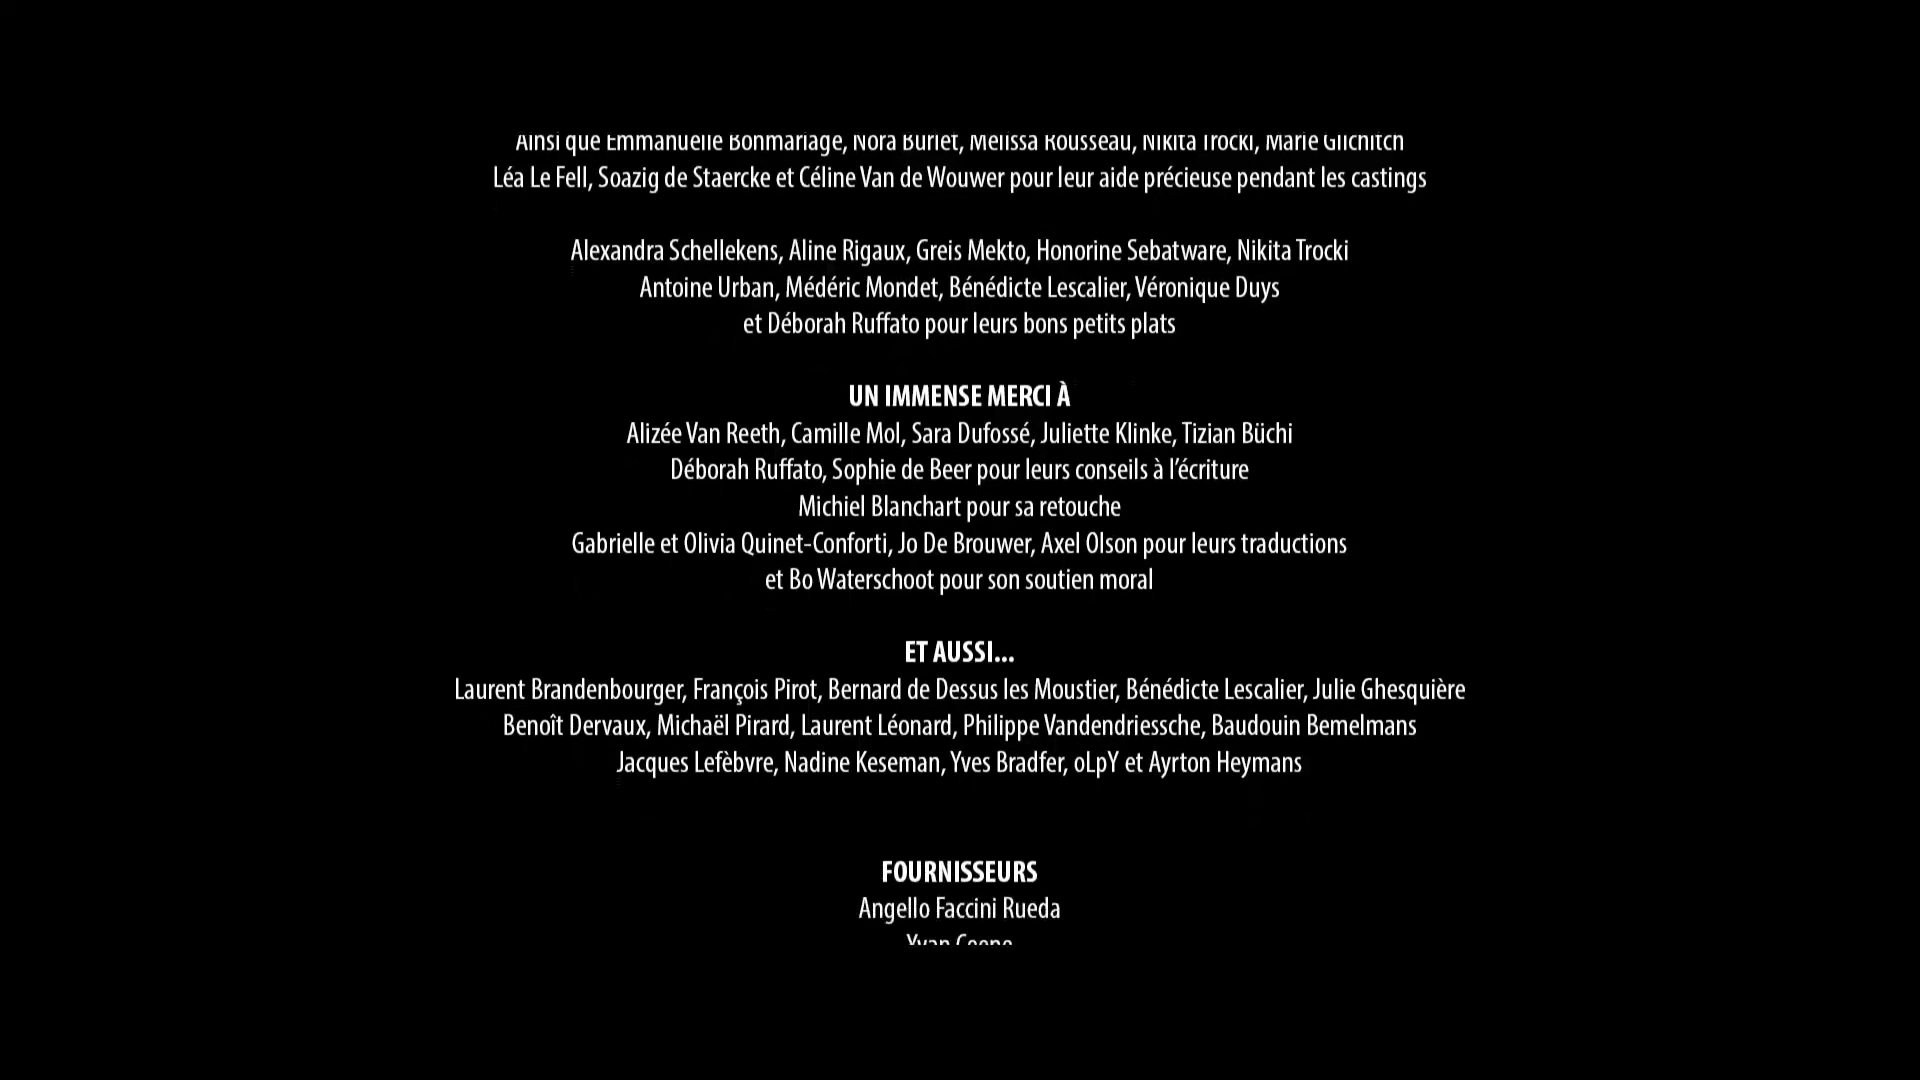 Ainsi que Emmanuelle Bonmariage, Nora Burlet, Mélissa Rousseau, Nikita Trocki, Marie Glichitch
Léa Le Fell, Soazig de Staercke et Céline Van de Wouwer pour leur aide précieuse pendant les castings
Alexandra Schellekens, Aline Rigaux, Greis Mekto, Honorine Sebatware, Nikita Trocki
Antoine Urban, Médéric Mondet, Bénédicte Lescalier, Véronique Duys
et Déborah Ruffato pour leurs bons petits plats
UN IMMENSE MERCI À
Alizée Van Reeth, Camille Mol, Sara Dufossé, Juliette Klinke, Tizian Büchi
Déborah Ruffato, Sophie de Beer pour leurs conseils à l’écriture
Michiel Blanchart pour sa retouche
Gabrielle et Olivia Quinet-Conforti, Jo De Brouwer, Axel Olson pour leurs traductions
et Bo Waterschoot pour son soutien moral
ET AUSSI...
Laurent Brandenbourger, François Pirot, Bernard de Dessus les Moustier, Bénédicte Lescalier, Julie Ghesquière
Benoît Dervaux, Michaël Pirard, Laurent Léonard, Philippe Vandendriessche, Baudouin Bemelmans
Jacques Lefèbvre, Nadine Keseman, Yves Bradfer, oLpY et Ayrton Heymans
FOURNISSEURS
Angello Faccini Rueda
Yvan